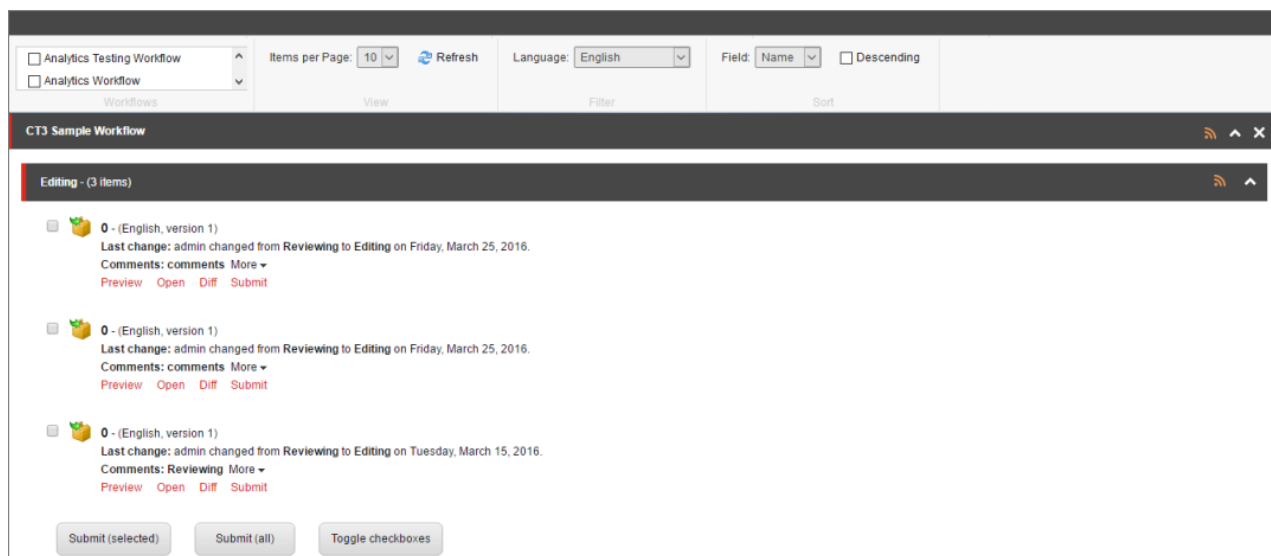 Analytics Testing Workflow
Analytics Workflow
Workflows
Items per Page: 10 Refresh
View
Language: English
Filter
Field: Name Descending
Sort
CT3 Sample Workflow
Editing - (3 items)
0 - (English, version 1)
Last change: admin changed from Reviewing to Editing on Friday, March 25, 2016.
Comments: comments More
Preview Open Diff Submit
0 - (English, version 1)
Last change: admin changed from Reviewing to Editing on Friday, March 25, 2016.
Comments: comments More
Preview Open Diff Submit
0 - (English, version 1)
Last change: admin changed from Reviewing to Editing on Tuesday, March 15, 2016.
Comments: Reviewing More
Preview Open Diff Submit
Submit (selected) Submit (all) Toggle checkboxes